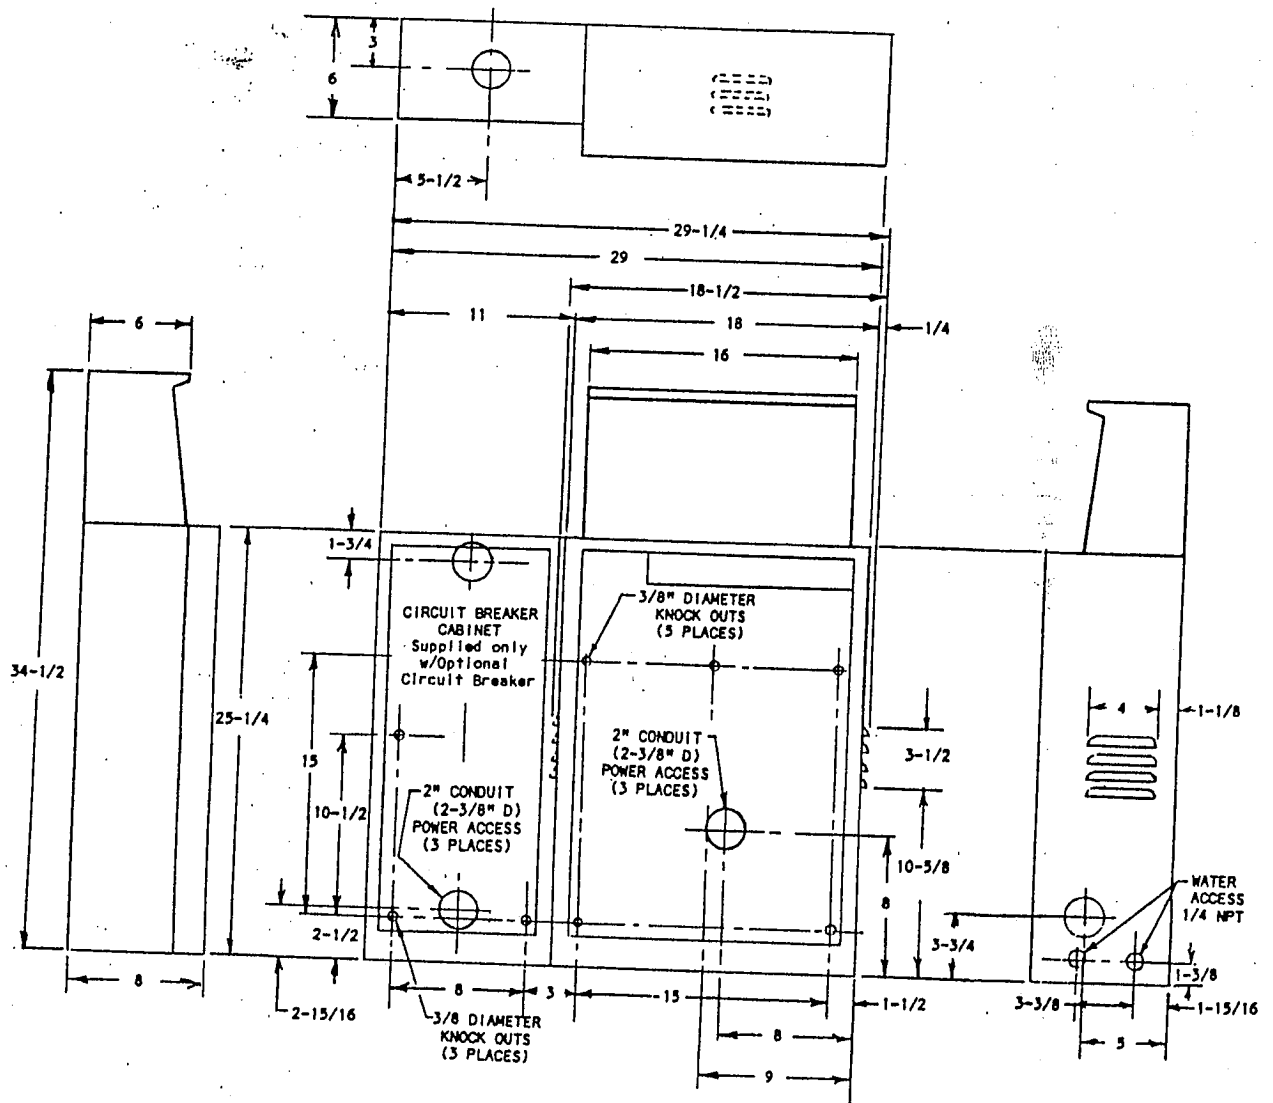 3
6
5-1/2
29-1/4
29
18-1/2
11
18
1/4
16
6
1-3/4
34-1/2
25-1/4
CIRCUIT BREAKER
CABINET
Supplied only
w/Optional
Circuit Breaker
3/8" DIAMETER
KNOCK OUTS
(5 PLACES)
15
10-1/2
2" CONDUIT
(2-3/8" D)
POWER ACCESS
(3 PLACES)
2" CONDUIT
(2-3/8" D)
POWER ACCESS
(3 PLACES)
4
1-1/8
3-1/2
10-5/8
8
WATER
ACCESS
1/4 NPT
3-3/4
2-1/2
8
2-15/16
8
3
15
1-1/2
3-3/8
1-3/8
1-15/16
3/8 DIAMETER
KNOCK OUTS
(3 PLACES)
8
5
9